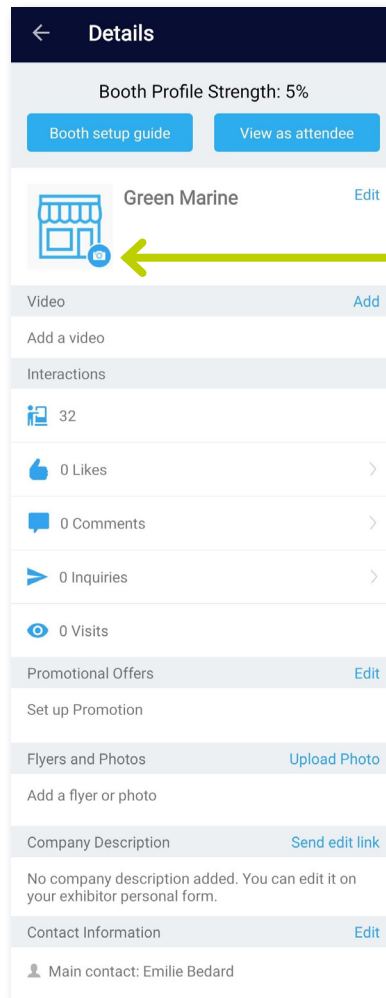 Details
Booth Profile Strength: 5%
Booth setup guide
View as attendee
Green Marine
Edit
Video
Add
Add a video
Interactions
32
0 Likes
0 Comments
0 Inquiries
0 Visits
Promotional Offers
Edit
Set up Promotion
Flyers and Photos
Upload Photo
Add a flyer or photo
Company Description
Send edit link
No company description added. You can edit it on
your exhibitor personal form.
Contact Information
Edit
Main contact: Emilie Bedard